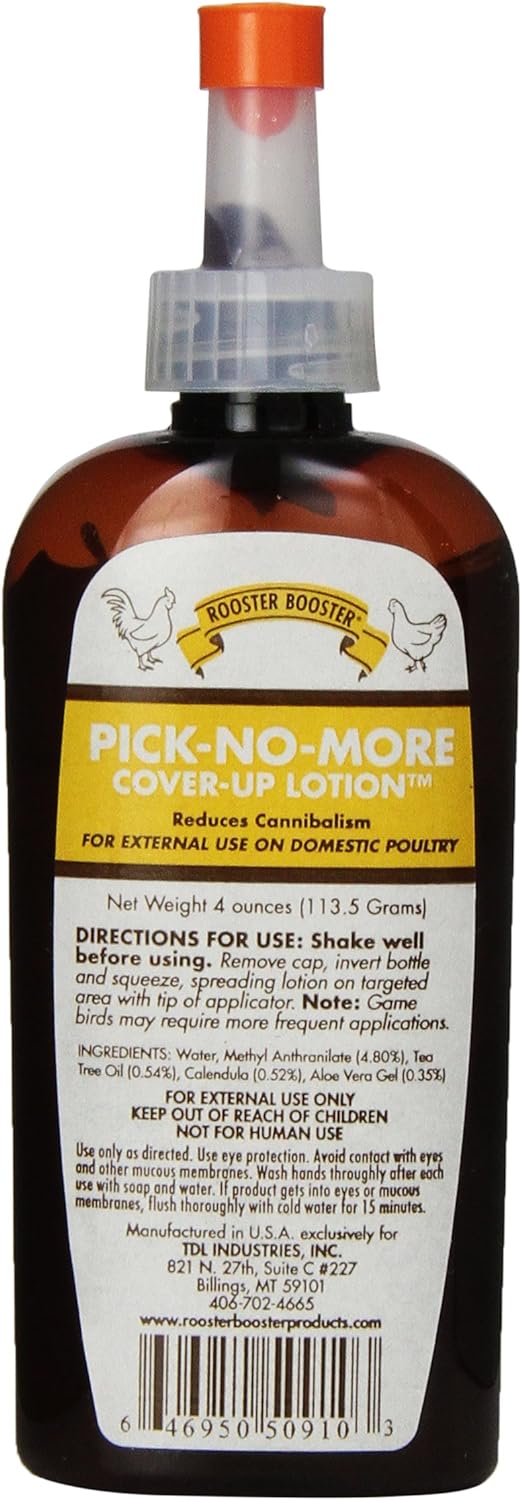 ROOSTER BOOSTER®
PICK-NO-MORE
COVER-UP LOTION™
Reduces Cannibalism
FOR EXTERNAL USE ON DOMESTIC POULTRY
Net Weight 4 ounces (113.5 Grams)
DIRECTIONS FOR USE: Shake well
before using. Remove cap, invert bottle
and squeeze, spreading lotion on targeted
area with tip of applicator. Note: Game
birds may require more frequent applications.
INGREDIENTS: Water, Methyl Anthranilate (4.80%), Tea
Tree Oil (0.54%), Calendula (0.52%), Aloe Vera Gel (0.35%)
FOR EXTERNAL USE ONLY
KEEP OUT OF REACH OF CHILDREN
NOT FOR HUMAN USE
Use only as directed. Use eye protection. Avoid contact with eyes
and other mucous membranes. Wash hands throughly after each
use with soap and water. If product gets into eyes or mucous
membranes, flush thoroughly with cold water for 15 minutes.
Manufactured in U.S.A. exclusively for
TDL INDUSTRIES, INC.
821 N. 27th, Suite C #227
Billings, MT 59101
406-702-4665
www.roosterboosterproducts.com
6 46950 50910 3